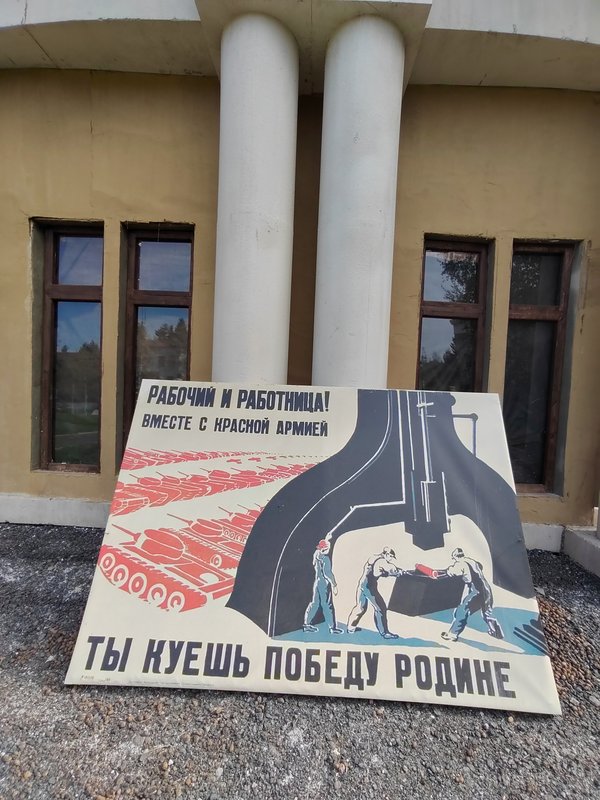 РАБОЧИЙ И РАБОТНИЦА!
ВМЕСТЕ С КРАСНОЙ АРМИЕЙ
ТЫ КУЕШЬ ПОБЕДУ РОДИНЕ